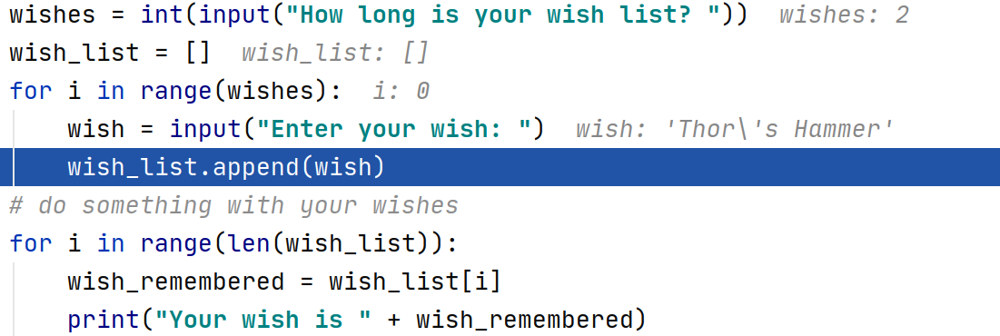 wishes = int(input("How long is your wish list? "))  wishes: 2
wish_list = []  wish_list: []
for i in range(wishes):  i: 0
    wish = input("Enter your wish: ")  wish: 'Thor\'s Hammer'
    wish_list.append(wish)
# do something with your wishes
for i in range(len(wish_list)):
    wish_remembered = wish_list[i]
    print("Your wish is " + wish_remembered)